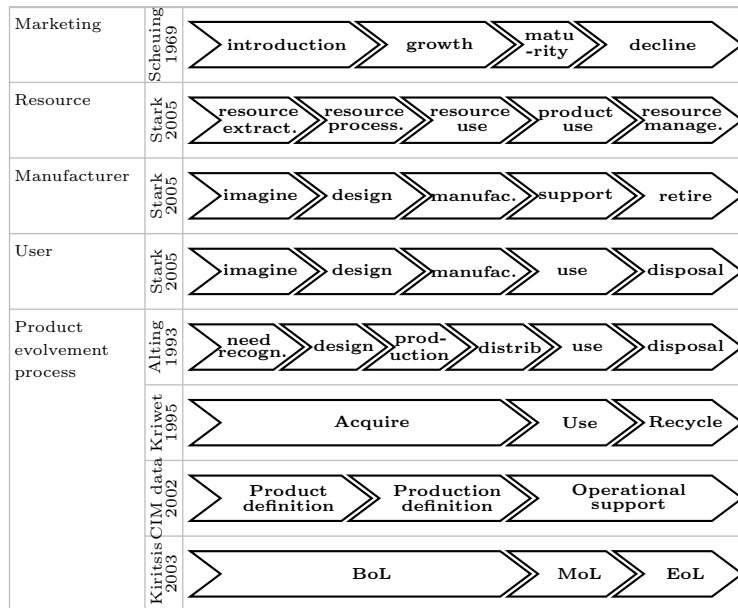 Marketing
Scheuing
1969
introduction
growth
matu
-rity
decline
Resource
Stark
2005
resource
extract.
resource
process.
resource
use
product
use
resource
manage.
Manufacturer
Stark
2005
imagine
design
manufac.
support
retire
User
Stark
2005
imagine
design
manufac.
use
disposal
Product
evolvement
process
Alting
1993
need
recogn.
design
prod-
uction
distrib
use
disposal
Kriwet
1995
Acquire
Use
Recycle
CIM data
2002
Product
definition
Production
definition
Operational
support
Kiritsis
2003
BoL
MoL
EoL